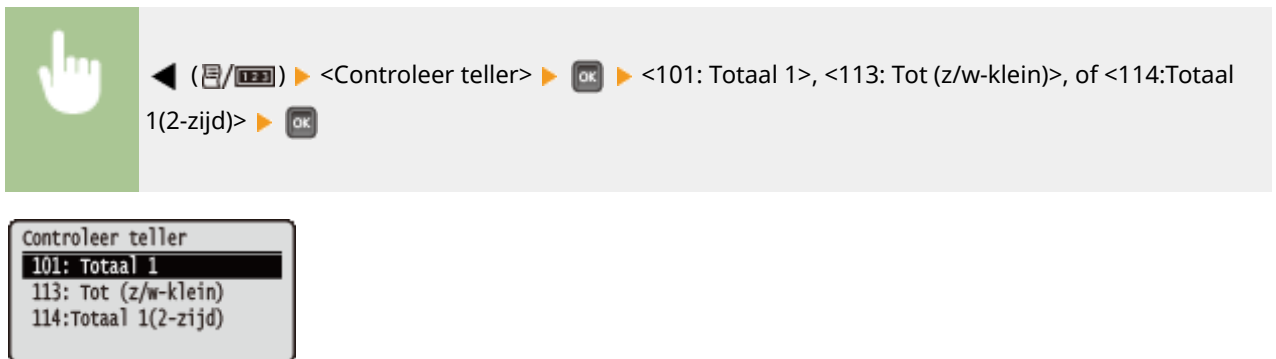 ◀ (123) ▶ <Controleer teller> ▶ OK ▶ <101: Totaal 1>, <113: Tot (z/w-klein)>, of <114:Totaal
1(2-zijd)> ▶ OK
Controleer teller
101: Totaal 1
113: Tot (z/w-klein)
114:Totaal 1(2-zijd)